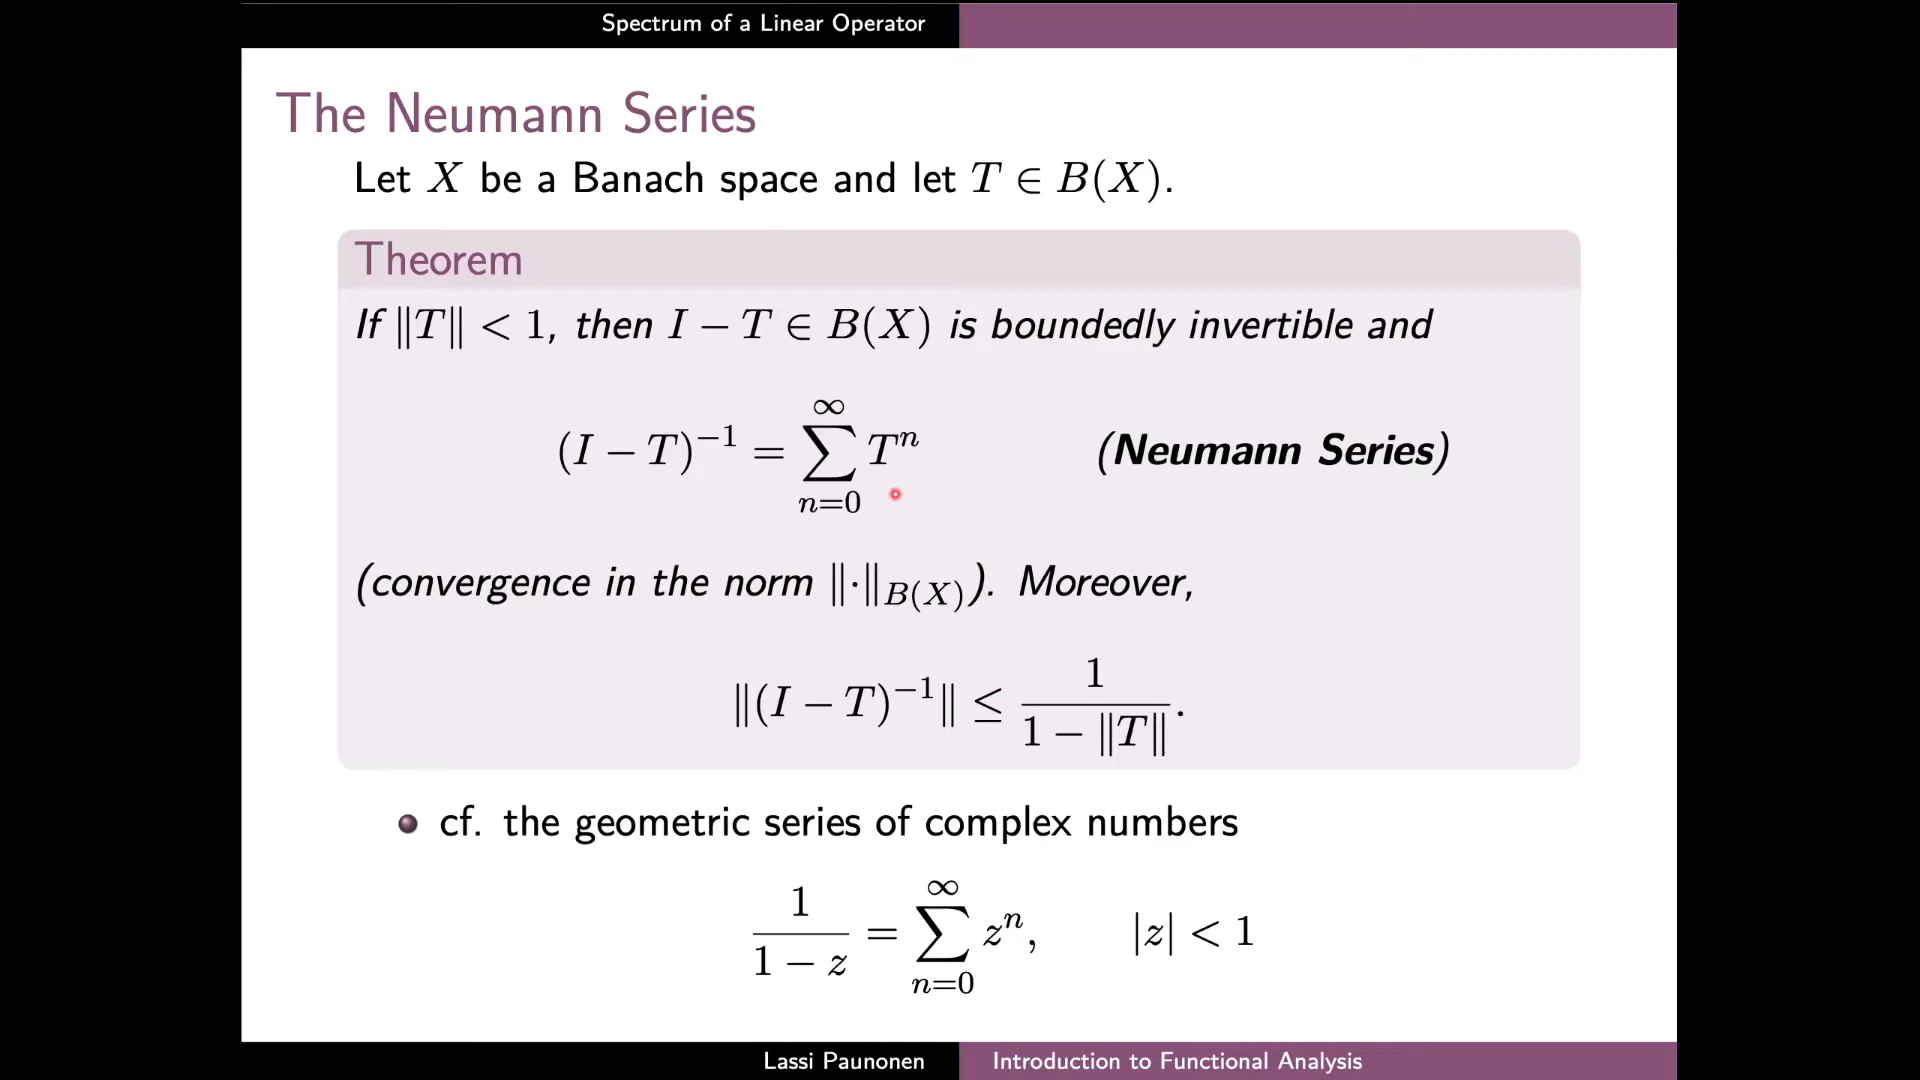 Spectrum of a Linear Operator
The Neumann Series
Let X be a Banach space and let T ∈ B(X).
Theorem
If ‖T‖ < 1, then I − T ∈ B(X) is boundedly invertible and
(I − T)⁻¹ = ∑_{n=0}^{∞} Tⁿ (Neumann Series)
(convergence in the norm ‖·‖_{B(X)}). Moreover,
‖(I − T)⁻¹‖ ≤ 1 / (1 − ‖T‖).
cf. the geometric series of complex numbers
1 / (1 − z) = ∑_{n=0}^{∞} zⁿ, |z| < 1
Lassi Paunonen Introduction to Functional Analysis